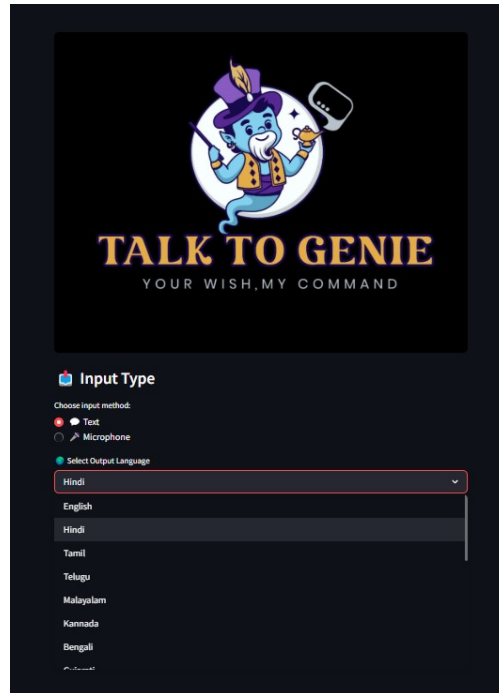 TALK TO GENIE
YOUR WISH,MY COMMAND
Input Type
Choose input method:
Text
Microphone
Select Output Language
Hindi
English
Hindi
Tamil
Telugu
Malayalam
Kannada
Bengali